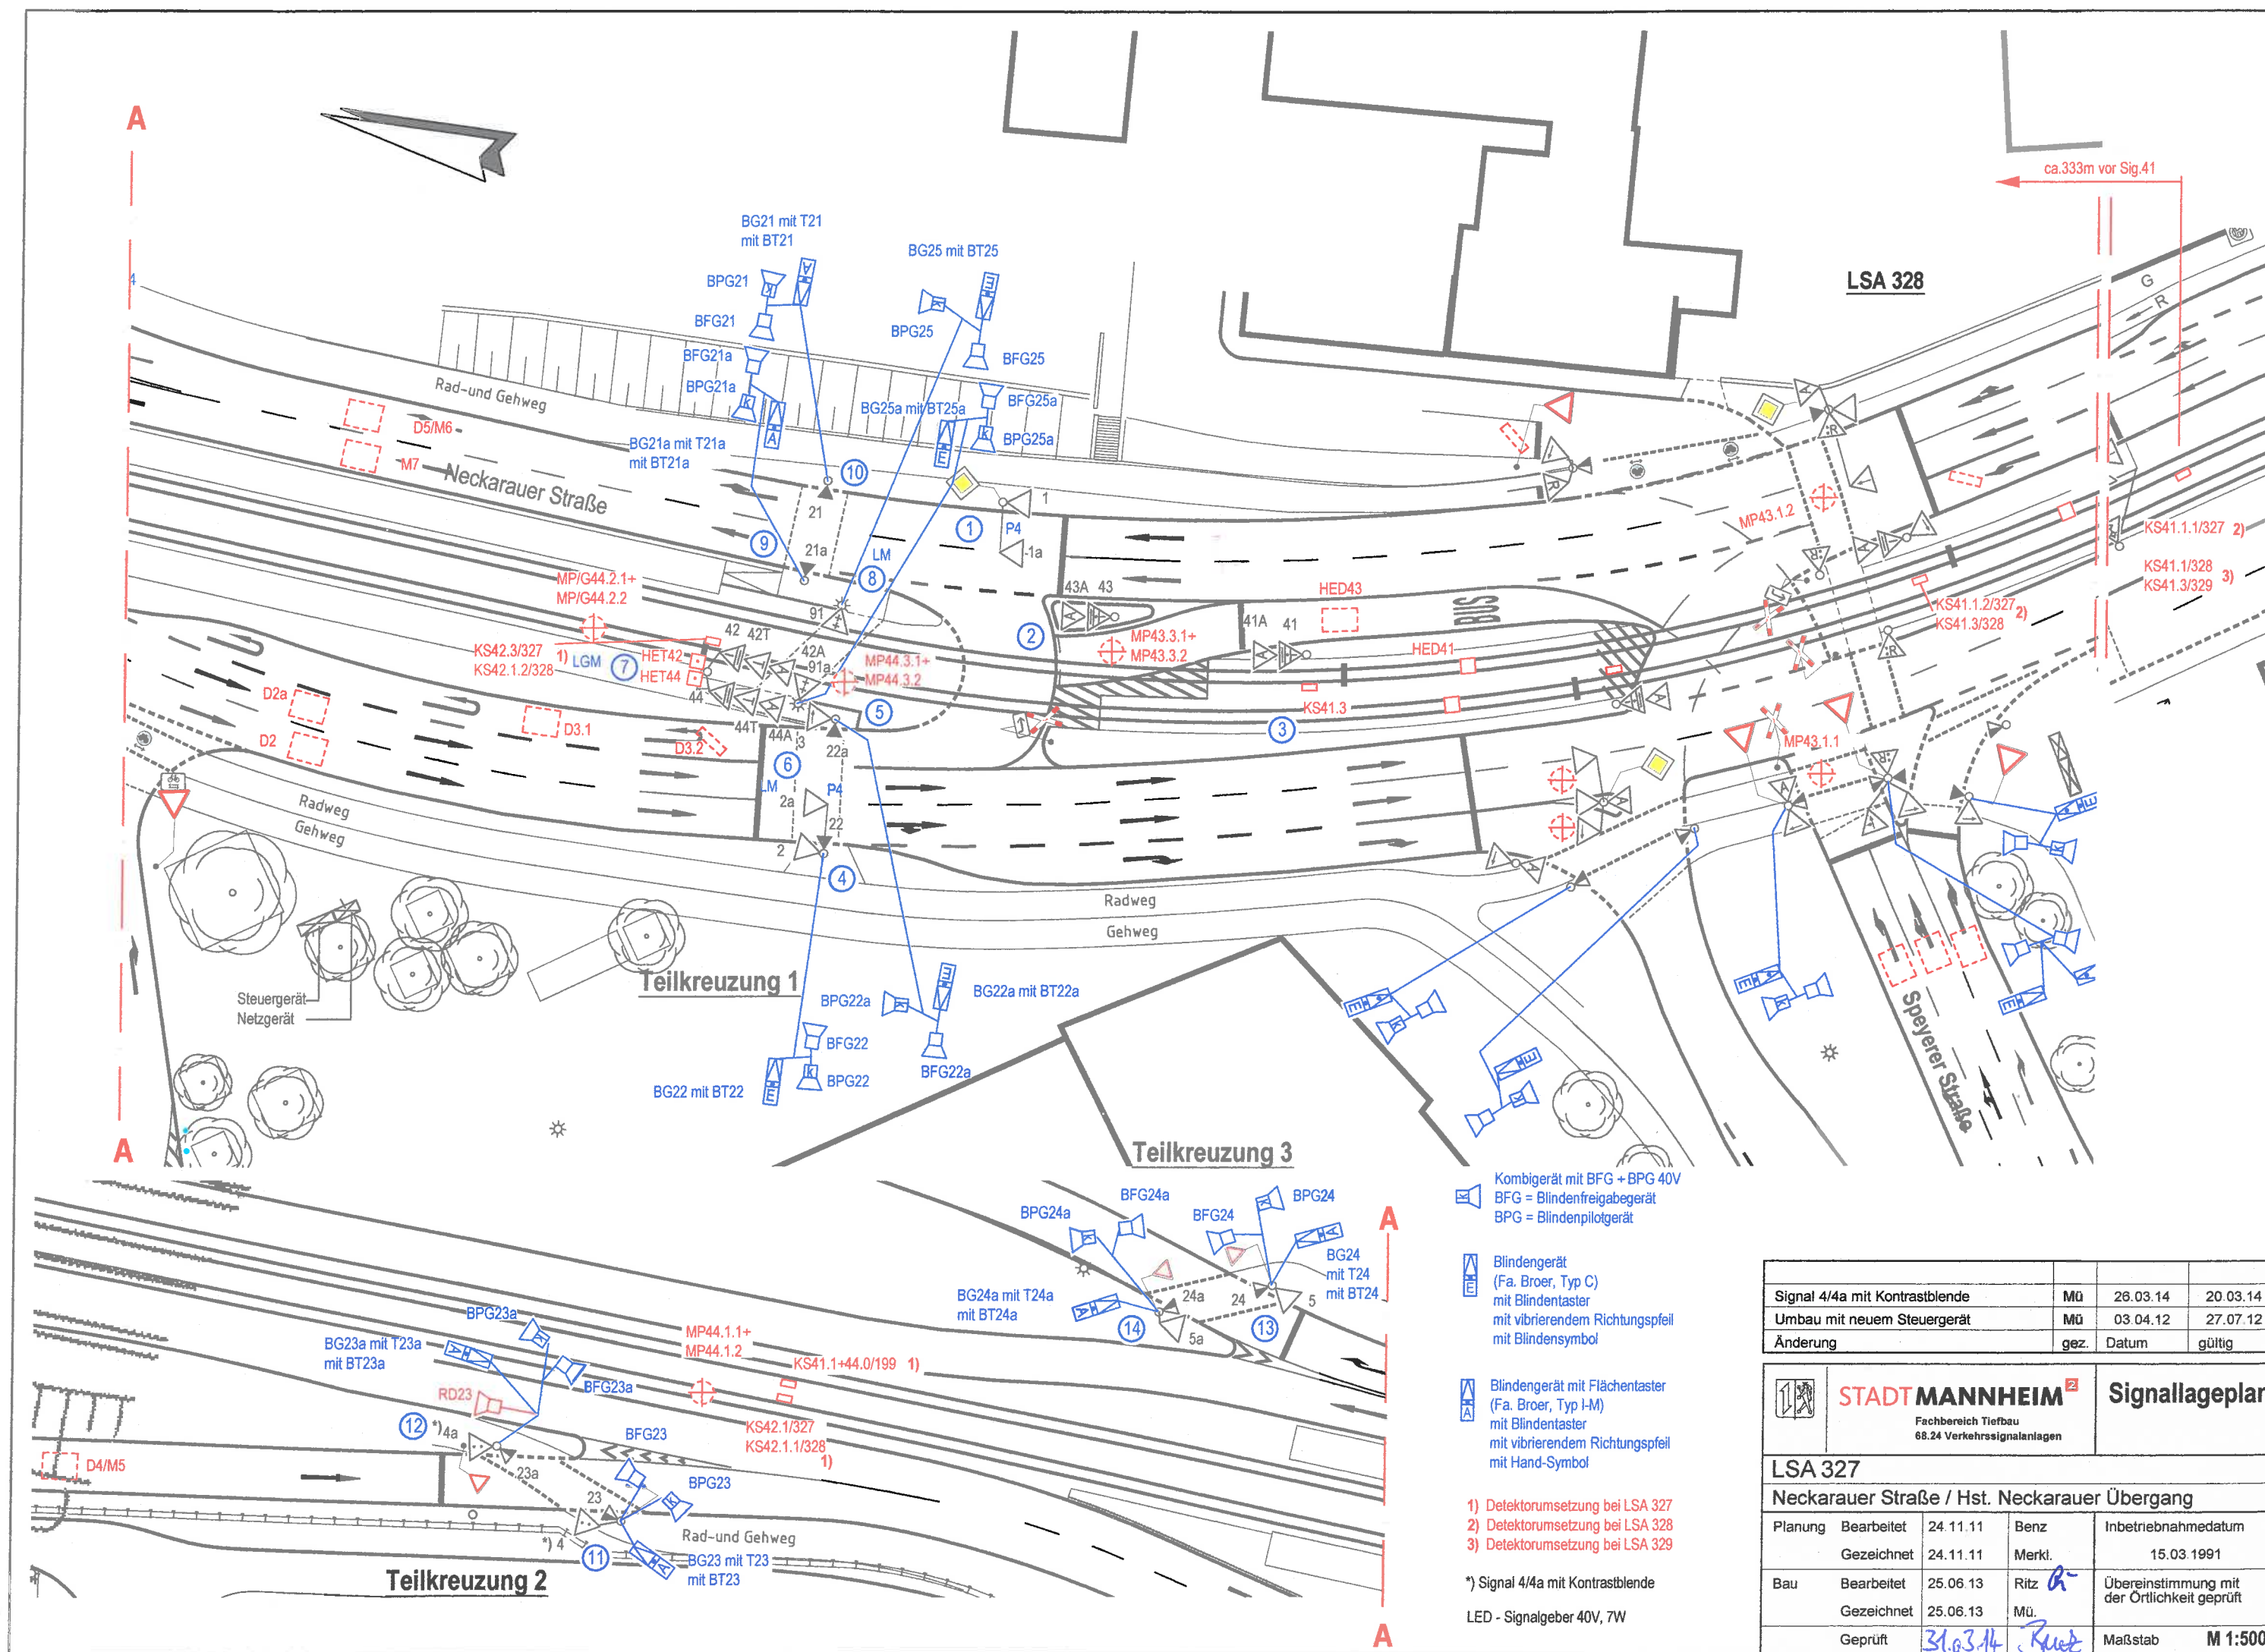 A
ca.333m vor Sig.41
BG21 mit T21
mit BT21
BG25 mit BT25
BPG21
BPG25
LSA 328
BFG21
BFG25
BFG21a
BPG21a
BG25a mit BT25a
BFG25a
BPG25a
Rad-und Gehweg
D5/M6
M7
BG21a mit T21a
mit BT21a
Neckarauer Straße
10
1
21
1
P4
1a
9
21a
LM
8
G
R
MP43.1.2
KS41.1.1/327 2)
KS41.1/328
KS41.3/329 3)
MP/G44.2.1+
MP/G44.2.2
91
43A 43
HED43
BUS
41A 41
KS41.1.2/327 2)
KS41.3/328
2
MP43.3.1+
MP43.3.2
HED41
42 42T
42A
91a
KS42.3/327
KS42.1.2/328
1) LGM
7
HET42
HET44
MP44.3.1+
MP44.3.2
44
44T
44A
3
5
KS41.3
3
D2a
D2
D3.1
D3.2
22a
6
LM
2a
P4
22
2
4
MP43.1.1
Radweg
Gehweg
Radweg
Gehweg
Steuergerät
Netzgerät
Teilkreuzung 1
BPG22a
BG22a mit BT22a
BFG22
BPG22
BFG22a
BG22 mit BT22
Speyerer Straße
A
Teilkreuzung 3
BFG24a
BPG24
BPG24a
BFG24
A
BG24
mit T24
mit BT24
BG24a mit T24a
mit BT24a
24a
24
5
14
5a
13
BPG23a
BG23a mit T23a
mit BT23a
MP44.1.1+
MP44.1.2
KS41.1+44.0/199 1)
BFG23a
RD23
12
*) 4a
BFG23
KS42.1/327
KS42.1.1/328
1)
D4/M5
23a
23
BPG23
Rad-und Gehweg
*) 4
11
BG23 mit T23
mit BT23
Teilkreuzung 2
A
Kombigerät mit BFG + BPG 40V
BFG = Blindenfreigabegerät
BPG = Blindenpilotgerät
Blindengerät
(Fa. Broer, Typ C)
mit Blindentaster
mit vibrierendem Richtungspfeil
mit Blindensymbol
Blindengerät mit Flächentaster
(Fa. Broer, Typ I-M)
mit Blindentaster
mit vibrierendem Richtungspfeil
mit Hand-Symbol
1) Detektorumsetzung bei LSA 327
2) Detektorumsetzung bei LSA 328
3) Detektorumsetzung bei LSA 329
*) Signal 4/4a mit Kontrastblende
LED - Signalgeber 40V, 7W
Signal 4/4a mit Kontrastblende Mü 26.03.14 20.03.14
Umbau mit neuem Steuergerät Mü 03.04.12 27.07.12
Änderung gez. Datum gültig
STADTMANNHEIM 2
Fachbereich Tiefbau
68.24 Verkehrssignalanlagen
Signallageplan
LSA 327
Neckarauer Straße / Hst. Neckarauer Übergang
Planung Bearbeitet 24.11.11 Benz Inbetriebnahmedatum
Gezeichnet 24.11.11 Merkl. 15.03.1991
Bau Bearbeitet 25.06.13 Ritz Übereinstimmung mit
der Örtlichkeit geprüft
Gezeichnet 25.06.13 Mü.
Geprüft 31.03.14 Maßstab M 1:500